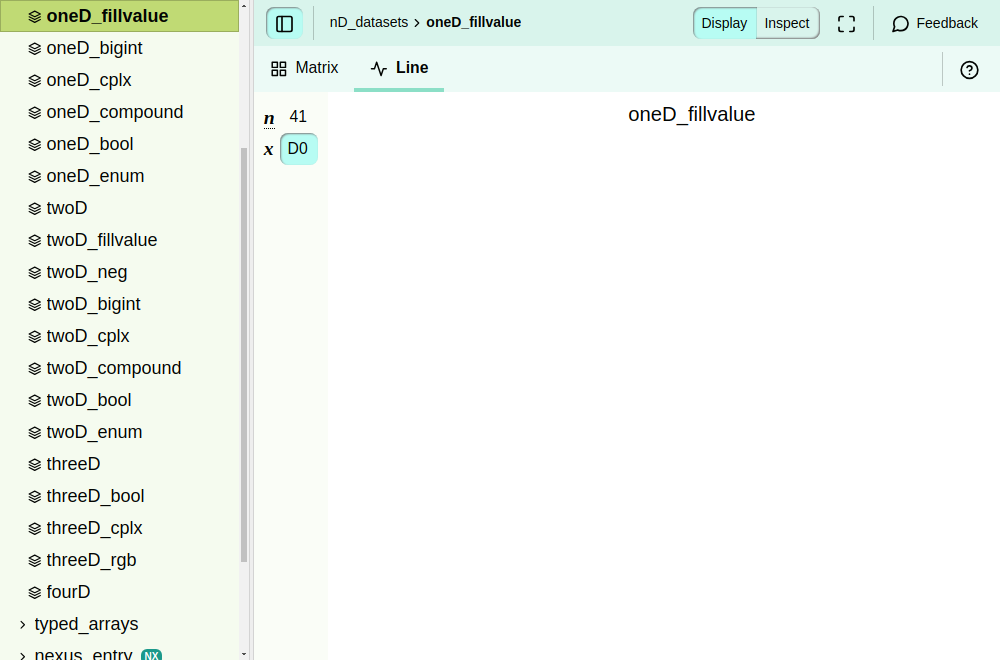 oneD_fillvalue
oneD_bigint
oneD_cplx
oneD_compound
oneD_bool
oneD_enum
twoD
twoD_fillvalue
twoD_neg
twoD_bigint
twoD_cplx
twoD_compound
twoD_bool
twoD_enum
threeD
threeD_bool
threeD_cplx
threeD_rgb
fourD
typed_arrays
nexus_entry NX
nD_datasets › oneD_fillvalue
Display Inspect
Feedback
Matrix Line
n 41
x D0
oneD_fillvalue